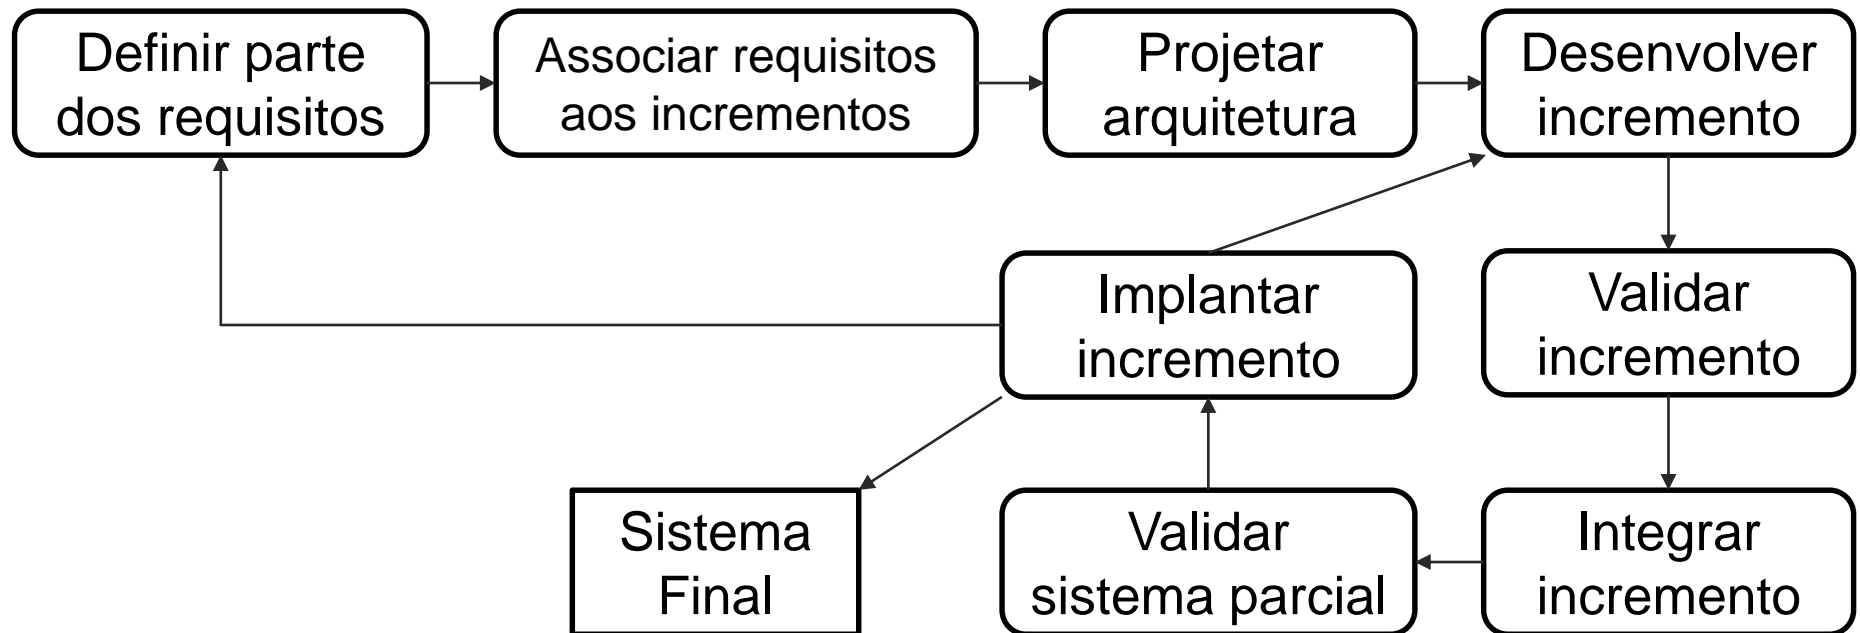 Definir parte
dos requisitos
Associar requisitos
aos incrementos
Projetar
arquitetura
Desenvolver
incremento
Implantar
incremento
Validar
incremento
Sistema
Final
Validar
sistema parcial
Integrar
incremento